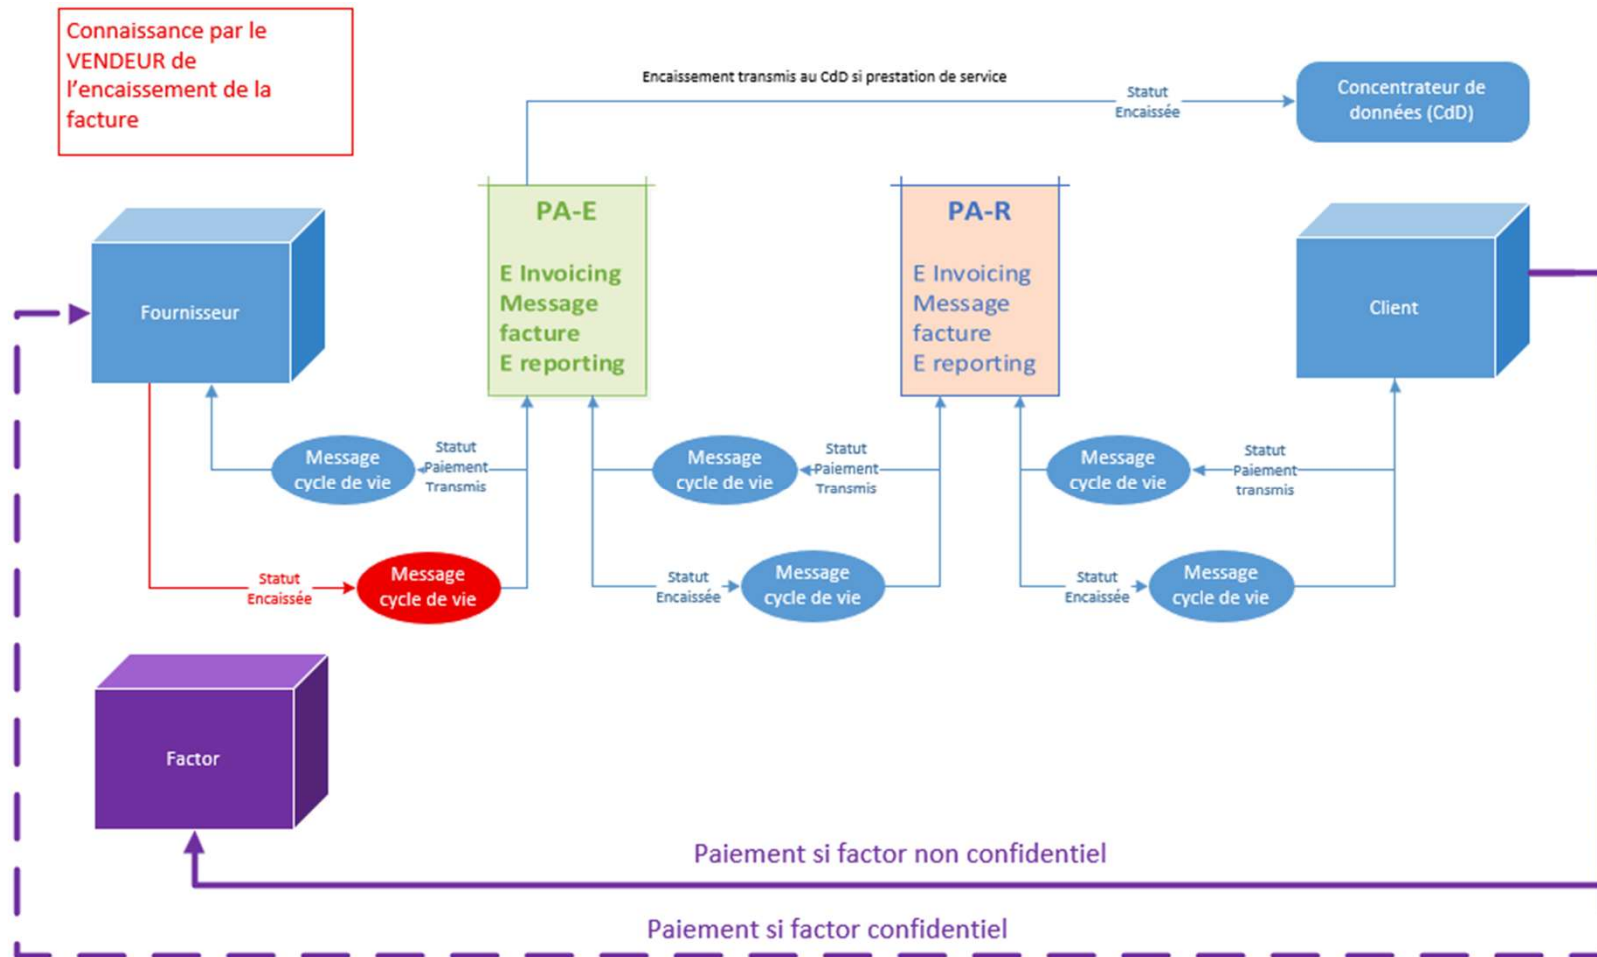 Connaissance par le
VENDEUR de
l'encaissement de la
facture
Encaissement transmis au CdD si prestation de service
Statut
Encaissée
Concentrateur de
données (CdD)
Fournisseur
PA-E
E Invoicing
Message
facture
E reporting
PA-R
E Invoicing
Message
facture
E reporting
Client
Message
cycle de vie
Statut
Paiement
Transmis
Message
cycle de vie
Statut
Paiement
Transmis
Message
cycle de vie
Statut
Paiement
transmis
Statut
Encaissée
Message
cycle de vie
Statut
Encaissée
Message
cycle de vie
Statut
Encaissée
Message
cycle de vie
Factor
Paiement si factor non confidentiel
Paiement si factor confidentiel